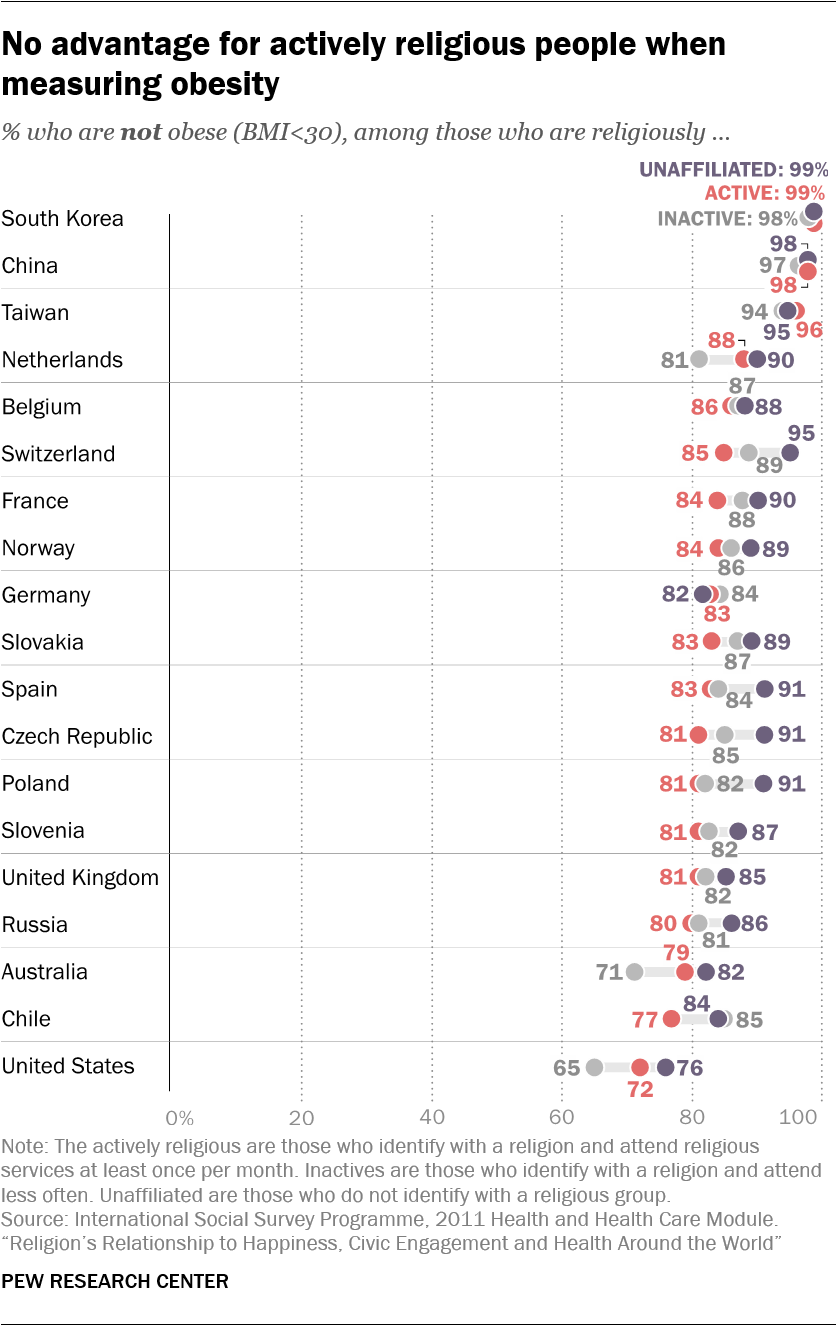 No advantage for actively religious people when
measuring obesity
% who are not obese (BMI<30), among those who are religiously ...
UNAFFILIATED: 99%
ACTIVE: 99%
South Korea INACTIVE: 98%
98
China 97
98
Taiwan 94
95 96
88
Netherlands 81 90
87
Belgium 86 88
95
Switzerland 85
89
France 84 90
88
Norway 84 89
86
Germany 82 84
83
Slovakia 83 89
87
Spain 83 91
84
Czech Republic 81 91
85
Poland 81 82 91
Slovenia 81 87
82
United Kingdom 81 85
82
Russia 80 86
81
79
Australia 71 82
84
Chile 77 85
United States 65 76
72
0% 20 40 60 80 100
Note: The actively religious are those who identify with a religion and attend religious
services at least once per month. Inactives are those who identify with a religion and attend
less often. Unaffiliated are those who do not identify with a religious group.
Source: International Social Survey Programme, 2011 Health and Health Care Module.
“Religion’s Relationship to Happiness, Civic Engagement and Health Around the World”
PEW RESEARCH CENTER